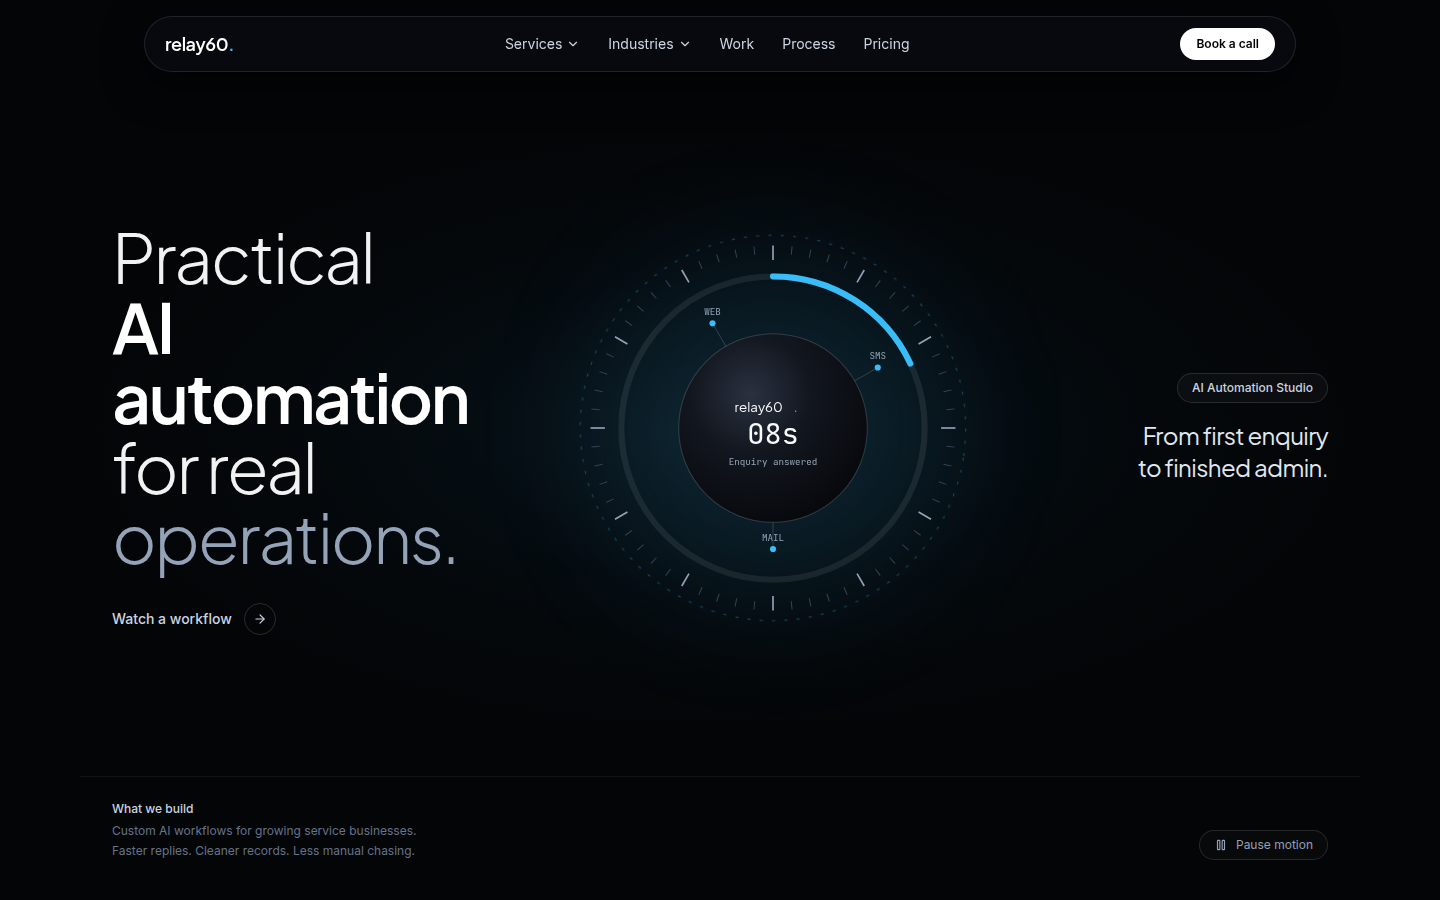 relay60.
Services
Industries
Work
Process
Pricing
Book a call
Practical
AI
automation
for real
operations.
Watch a workflow
WEB
SMS
relay60 .
08s
Enquiry answered
MAIL
AI Automation Studio
From first enquiry
to finished admin.
What we build
Custom AI workflows for growing service businesses.
Faster replies. Cleaner records. Less manual chasing.
Pause motion